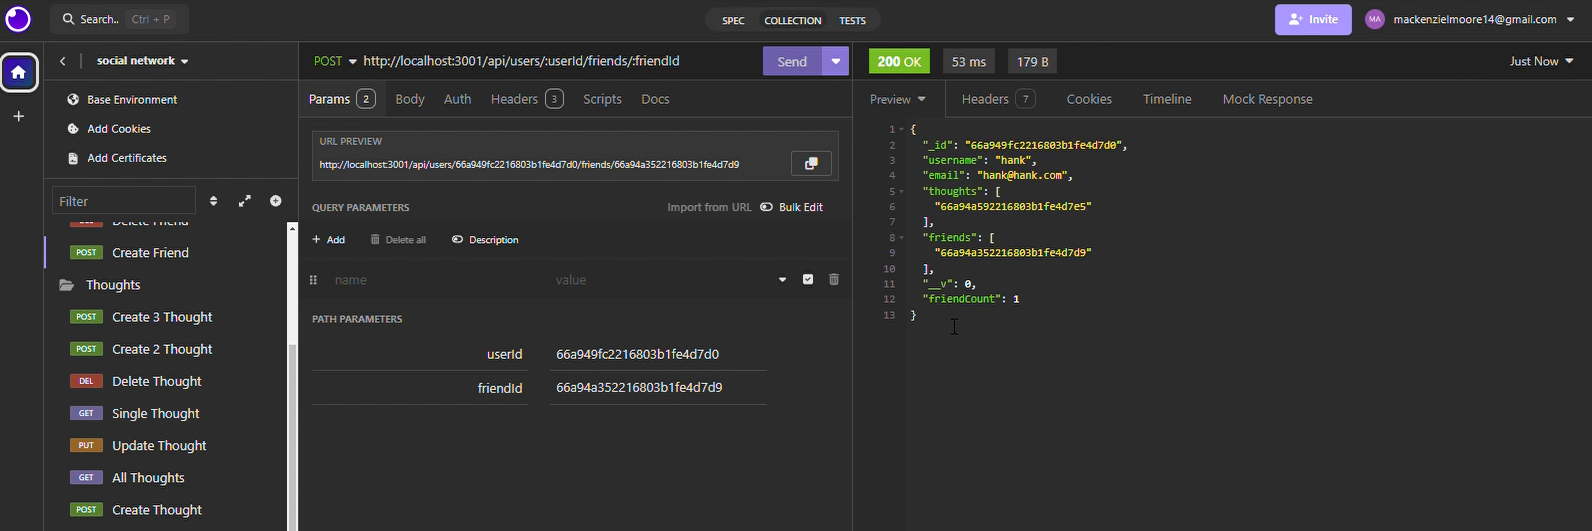 Search.. Ctrl + P
SPEC COLLECTION TESTS
Invite
MA mackenzielmoore14@gmail.com
social network
Base Environment
Add Cookies
Add Certificates
Filter
Delete Friend
POST Create Friend
Thoughts
POST Create 3 Thought
POST Create 2 Thought
DEL Delete Thought
GET Single Thought
PUT Update Thought
GET All Thoughts
POST Create Thought
POST http://localhost:3001/api/users/:userId/friends/:friendId Send
Params 2 Body Auth Headers 3 Scripts Docs
URL PREVIEW
http://localhost:3001/api/users/66a949fc2216803b1fe4d7d0/friends/66a94a352216803b1fe4d7d9
QUERY PARAMETERS Import from URL Bulk Edit
Add Delete all Description
name value
PATH PARAMETERS
userId 66a949fc2216803b1fe4d7d0
friendId 66a94a352216803b1fe4d7d9
200 OK 53 ms 179 B Just Now
Preview Headers 7 Cookies Timeline Mock Response
1 {
2 "_id": "66a949fc2216803b1fe4d7d0",
3 "username": "hank",
4 "email": "hank@hank.com",
5 "thoughts": [
6 "66a94a592216803b1fe4d7e5"
7 ],
8 "friends": [
9 "66a94a352216803b1fe4d7d9"
10 ],
11 "__v": 0,
12 "friendCount": 1
13 }